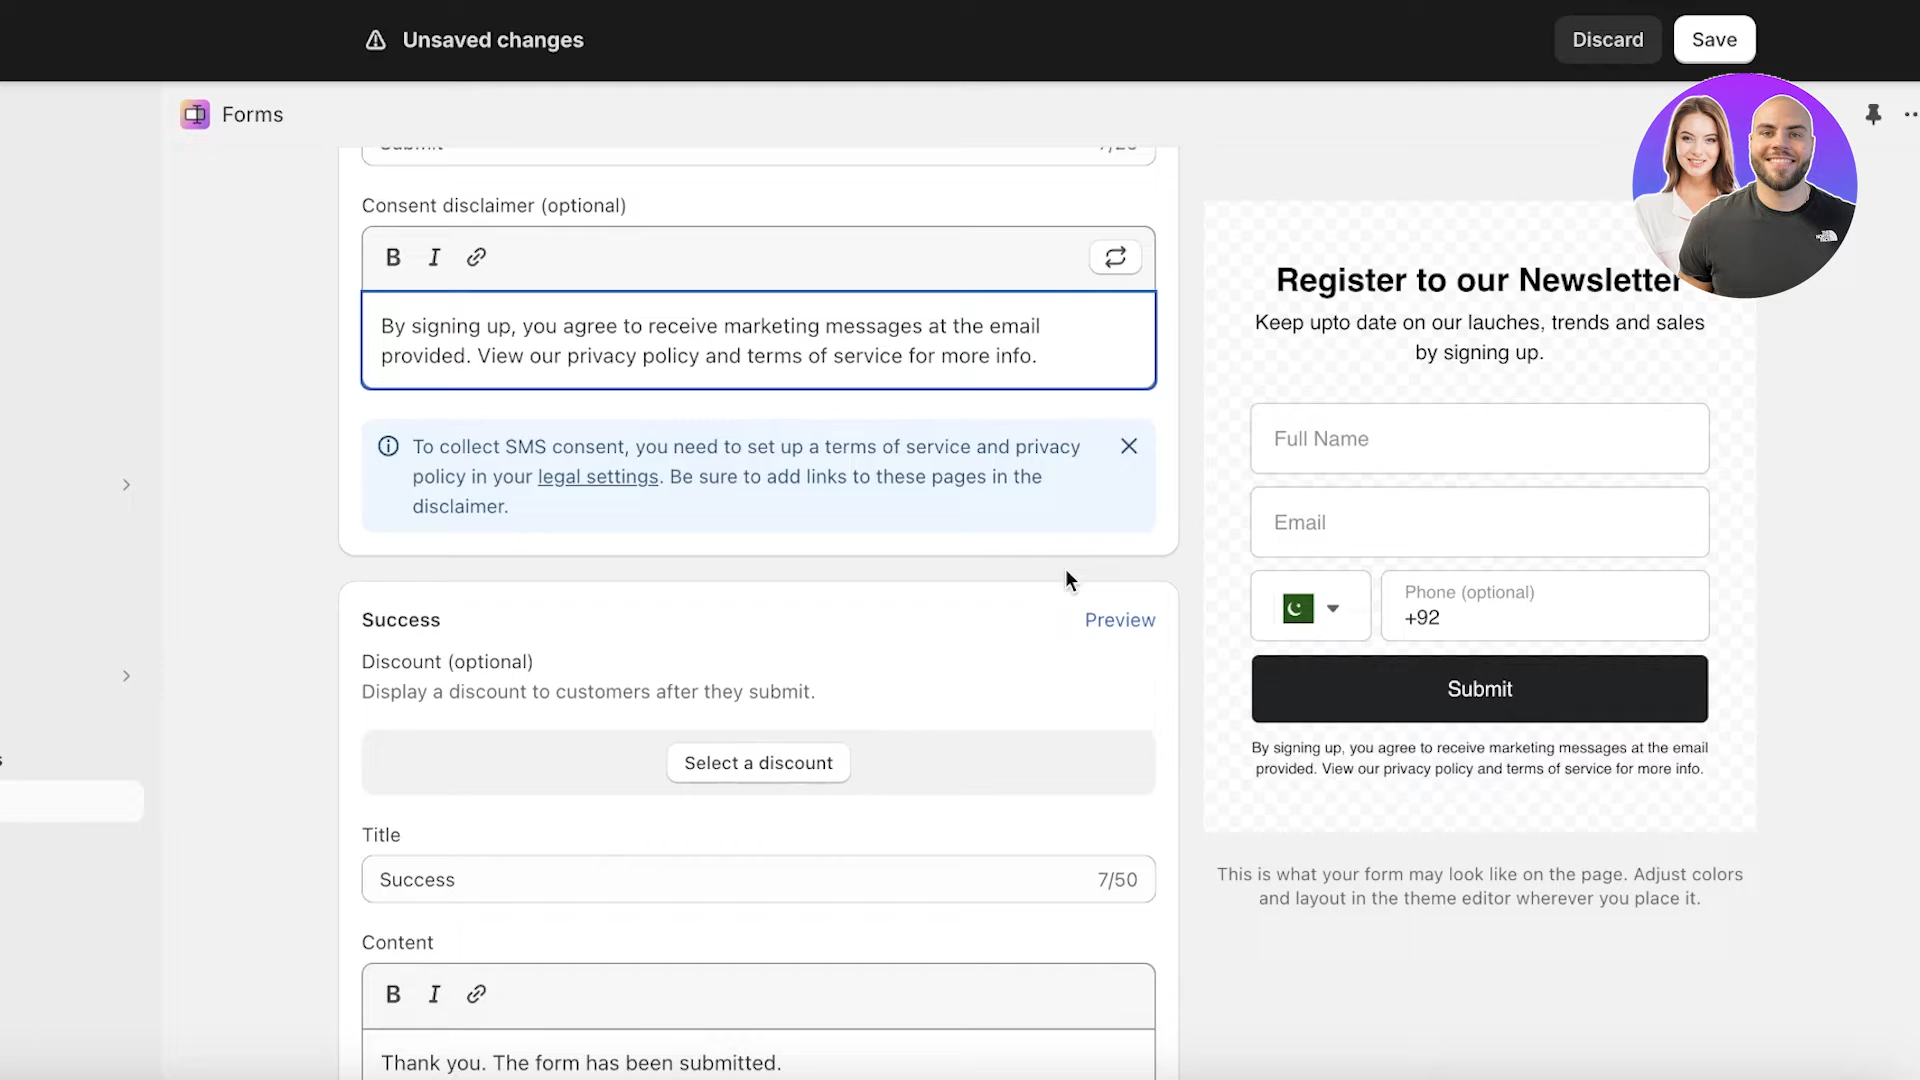 Unsaved changes
Discard
Save
Forms
Submit
Consent disclaimer (optional)
B I
By signing up, you agree to receive marketing messages at the email
provided. View our privacy policy and terms of service for more info.
To collect SMS consent, you need to set up a terms of service and privacy
policy in your legal settings. Be sure to add links to these pages in the
disclaimer.
Success
Preview
Discount (optional)
Display a discount to customers after they submit.
Select a discount
Title
Success 7/50
Content
B I
Thank you. The form has been submitted.
Register to our Newsletter
Keep upto date on our lauches, trends and sales
by signing up.
Full Name
Email
Phone (optional)
+92
Submit
By signing up, you agree to receive marketing messages at the email
provided. View our privacy policy and terms of service for more info.
This is what your form may look like on the page. Adjust colors
and layout in the theme editor wherever you place it.